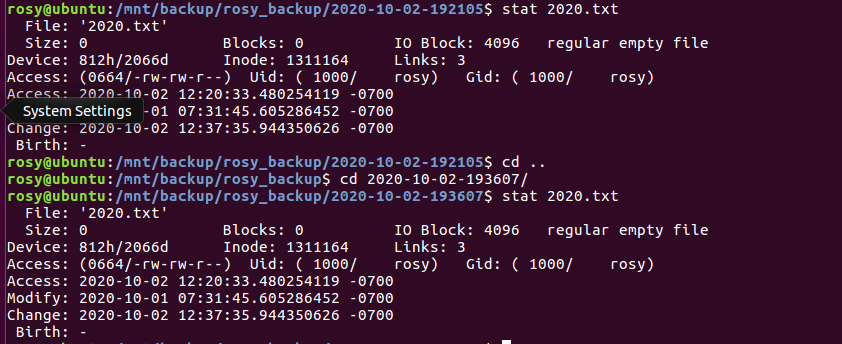 rosy@ubuntu:/mnt/backup/rosy_backup/2020-10-02-192105$ stat 2020.txt
  File: '2020.txt'
  Size: 0               Blocks: 0          IO Block: 4096   regular empty file
Device: 812h/2066d      Inode: 1311164     Links: 3
Access: (0664/-rw-rw-r--)  Uid: ( 1000/    rosy)   Gid: ( 1000/    rosy)
Access: 2020-10-02 12:20:33.480254119 -0700
System Settings
-01 07:31:45.605286452 -0700
Change: 2020-10-02 12:37:35.944350626 -0700
 Birth: -
rosy@ubuntu:/mnt/backup/rosy_backup/2020-10-02-192105$ cd ..
rosy@ubuntu:/mnt/backup/rosy_backup$ cd 2020-10-02-193607/
rosy@ubuntu:/mnt/backup/rosy_backup/2020-10-02-193607$ stat 2020.txt
  File: '2020.txt'
  Size: 0               Blocks: 0          IO Block: 4096   regular empty file
Device: 812h/2066d      Inode: 1311164     Links: 3
Access: (0664/-rw-rw-r--)  Uid: ( 1000/    rosy)   Gid: ( 1000/    rosy)
Access: 2020-10-02 12:20:33.480254119 -0700
Modify: 2020-10-01 07:31:45.605286452 -0700
Change: 2020-10-02 12:37:35.944350626 -0700
 Birth: -